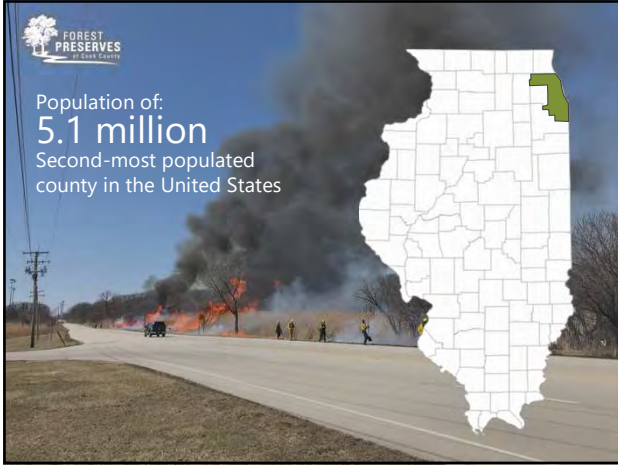 FOREST
PRESERVES
of Cook County
Population of:
5.1 million
Second-most populated
county in the United States